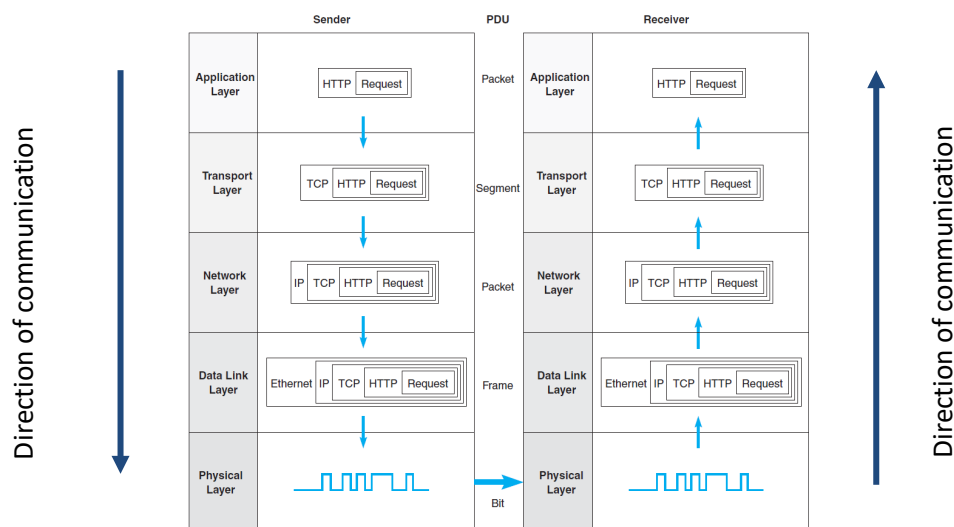 Sender PDU Receiver
Direction of communication
Application
Layer
HTTP Request
Packet
Application
Layer
HTTP Request
Transport
Layer
TCP HTTP Request
Segment
Transport
Layer
TCP HTTP Request
Network
Layer
IP TCP HTTP Request
Packet
Network
Layer
IP TCP HTTP Request
Data Link
Layer
Ethernet IP TCP HTTP Request
Frame
Data Link
Layer
Ethernet IP TCP HTTP Request
Physical
Layer
Bit
Physical
Layer
Direction of communication